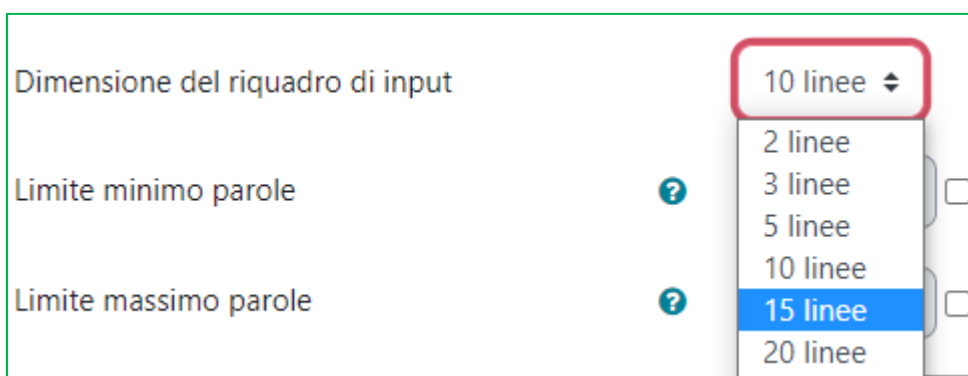 Dimensione del riquadro di input
10 linee
2 linee
3 linee
5 linee
10 linee
15 linee
20 linee
Limite minimo parole
?
Limite massimo parole
?